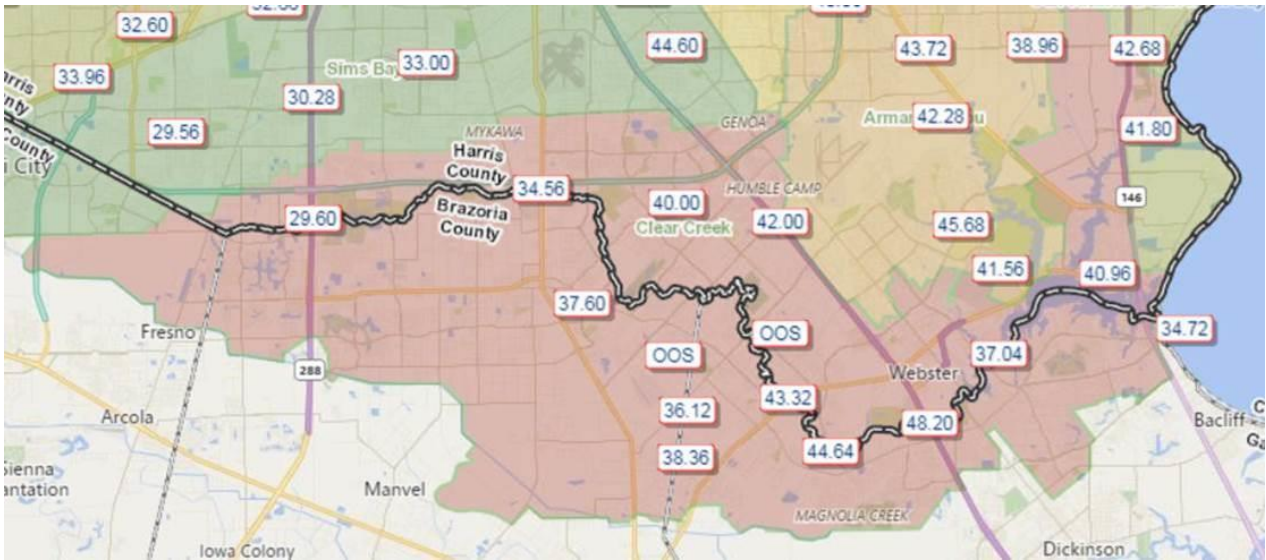 32.60
44.60
43.72
38.96
42.68
33.96
Sims Bay
33.00
30.28
Harris
County
County
29.56
MYKAWA
GENOA
42.28
41.80
i City
Harris
County
34.56
HUMBLE CAMP
146
Brazoria
County
29.60
40.00
Clear Creek
42.00
45.68
41.56
40.96
37.60
Fresno
OOS
OOS
34.72
37.04
288
Webster
Arcola
36.12
43.32
48.20
Bacliff
38.36
44.64
Sienna
antation
Manvel
MAGNOLIA CREEK
Iowa Colony
Dickinson